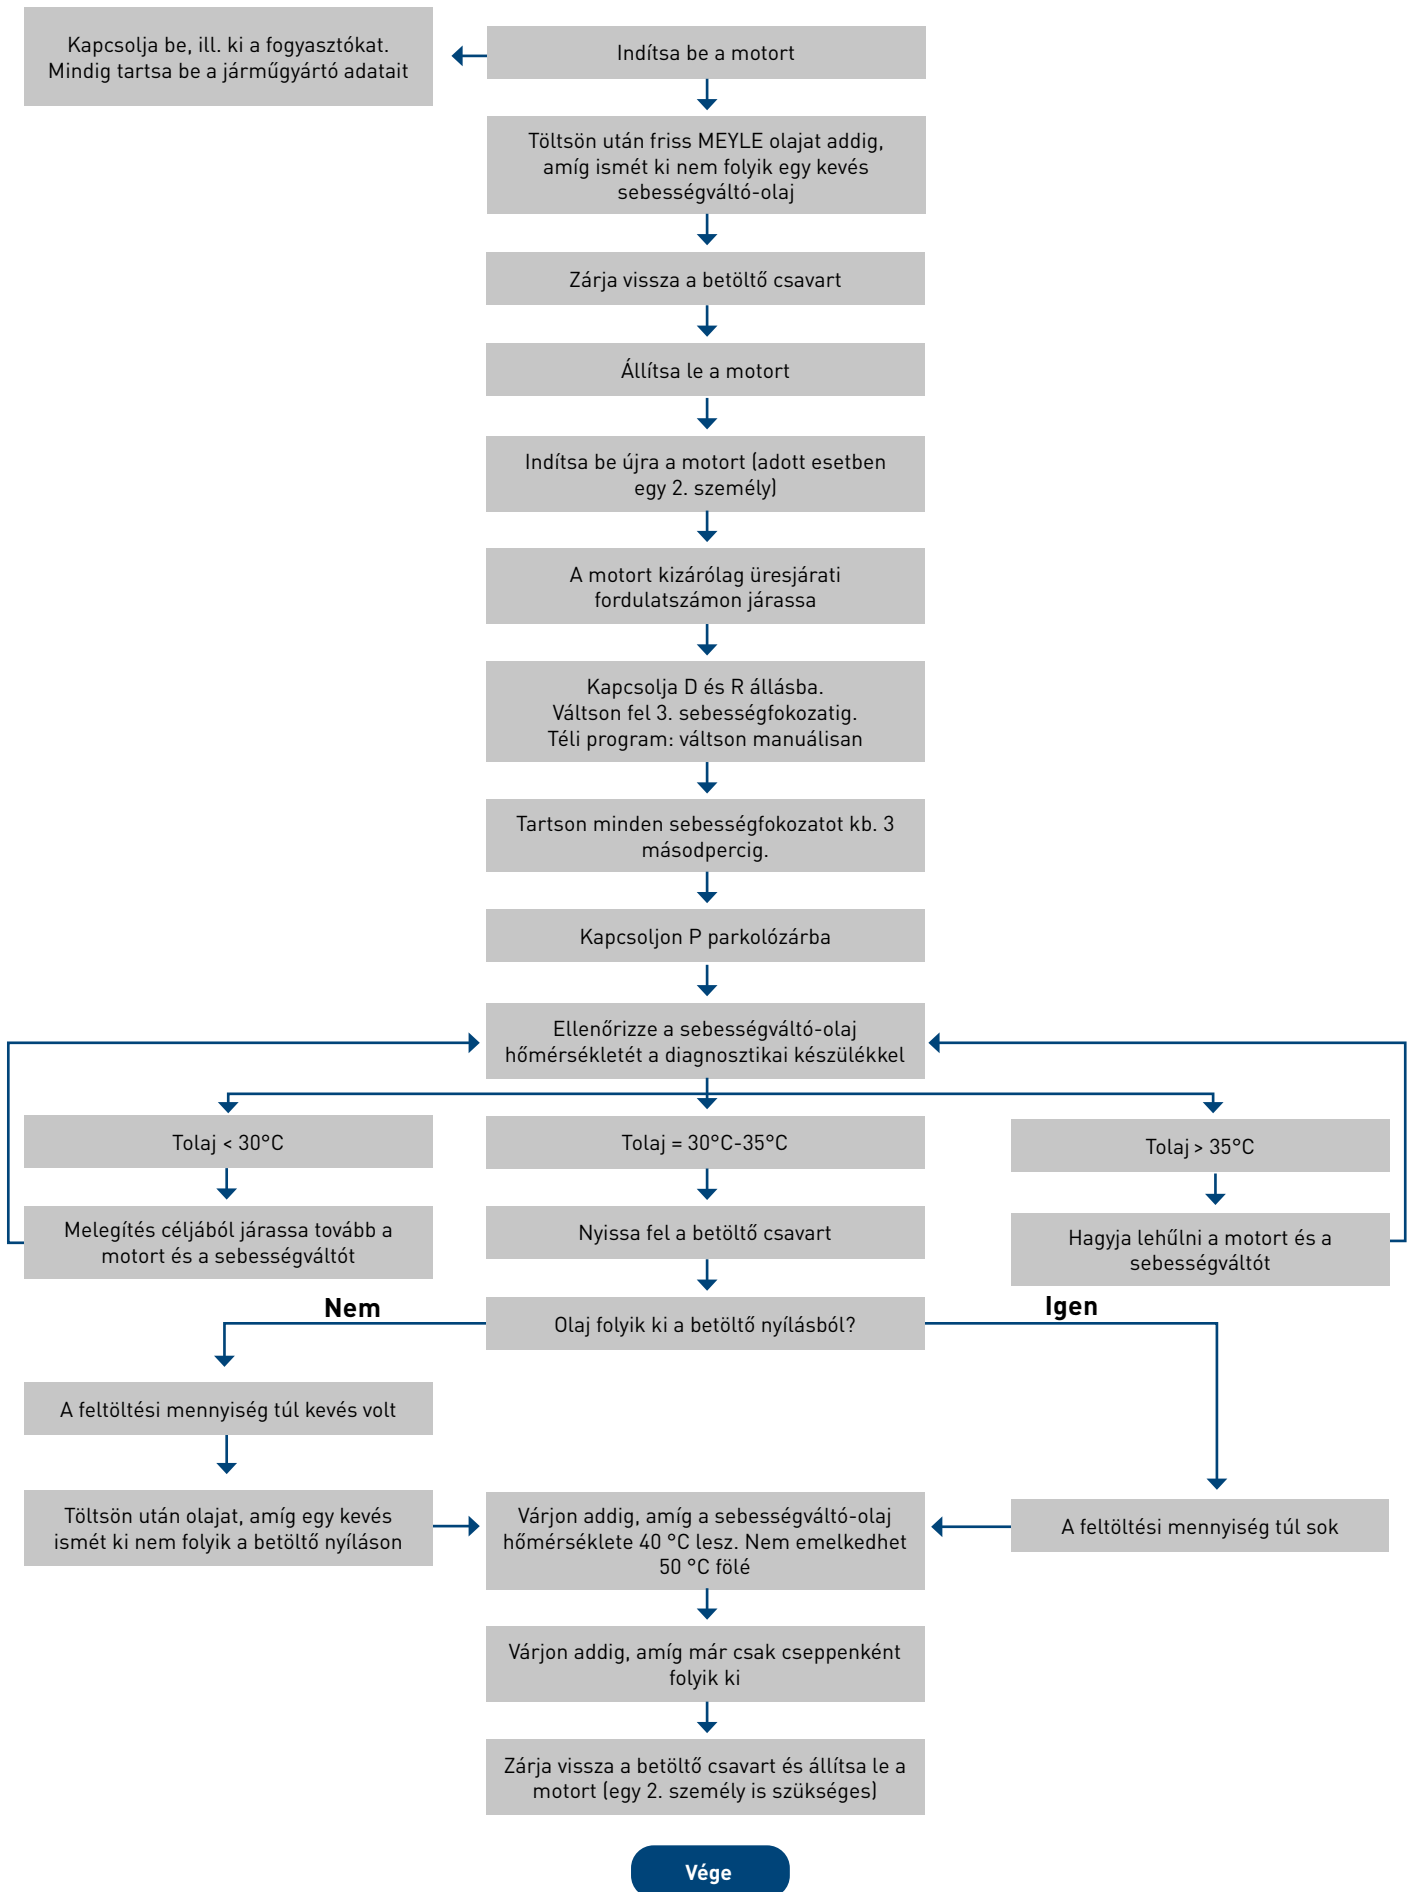 Kapcsolja be, ill. ki a fogyasztókat.
Mindig tartsa be a járműgyártó adatait
Indítsa be a motort
Töltsön után friss MEYLE olajat addig,
amíg ismét ki nem folyik egy kevés
sebességváltó-olaj
Zárja vissza a betöltő csavart
Állítsa le a motort
Indítsa be újra a motort (adott esetben
egy 2. személy)
A motort kizárólag üresjárati
fordulatszámon járassa
Kapcsolja D és R állásba.
Váltson fel 3. sebességfokozatig.
Téli program: váltson manuálisan
Tartson minden sebességfokozatot kb. 3
másodpercig.
Kapcsoljon P parkolózárba
Ellenőrizze a sebességváltó-olaj
hőmérsékletét a diagnosztikai készülékkel
Tolaj < 30°C
Tolaj = 30°C-35°C
Tolaj > 35°C
Melegítés céljából járassa tovább a
motort és a sebességváltót
Nyissa fel a betöltő csavart
Hagyja lehűlni a motort és a
sebességváltót
Nem
Olaj folyik ki a betöltő nyílásból?
Igen
A feltöltési mennyiség túl kevés volt
Töltsön után olajat, amíg egy kevés
ismét ki nem folyik a betöltő nyíláson
Várjon addig, amíg a sebességváltó-olaj
hőmérséklete 40 °C lesz. Nem emelkedhet
50 °C fölé
A feltöltési mennyiség túl sok
Várjon addig, amíg már csak cseppenként
folyik ki
Zárja vissza a betöltő csavart és állítsa le a
motort (egy 2. személy is szükséges)
Vége